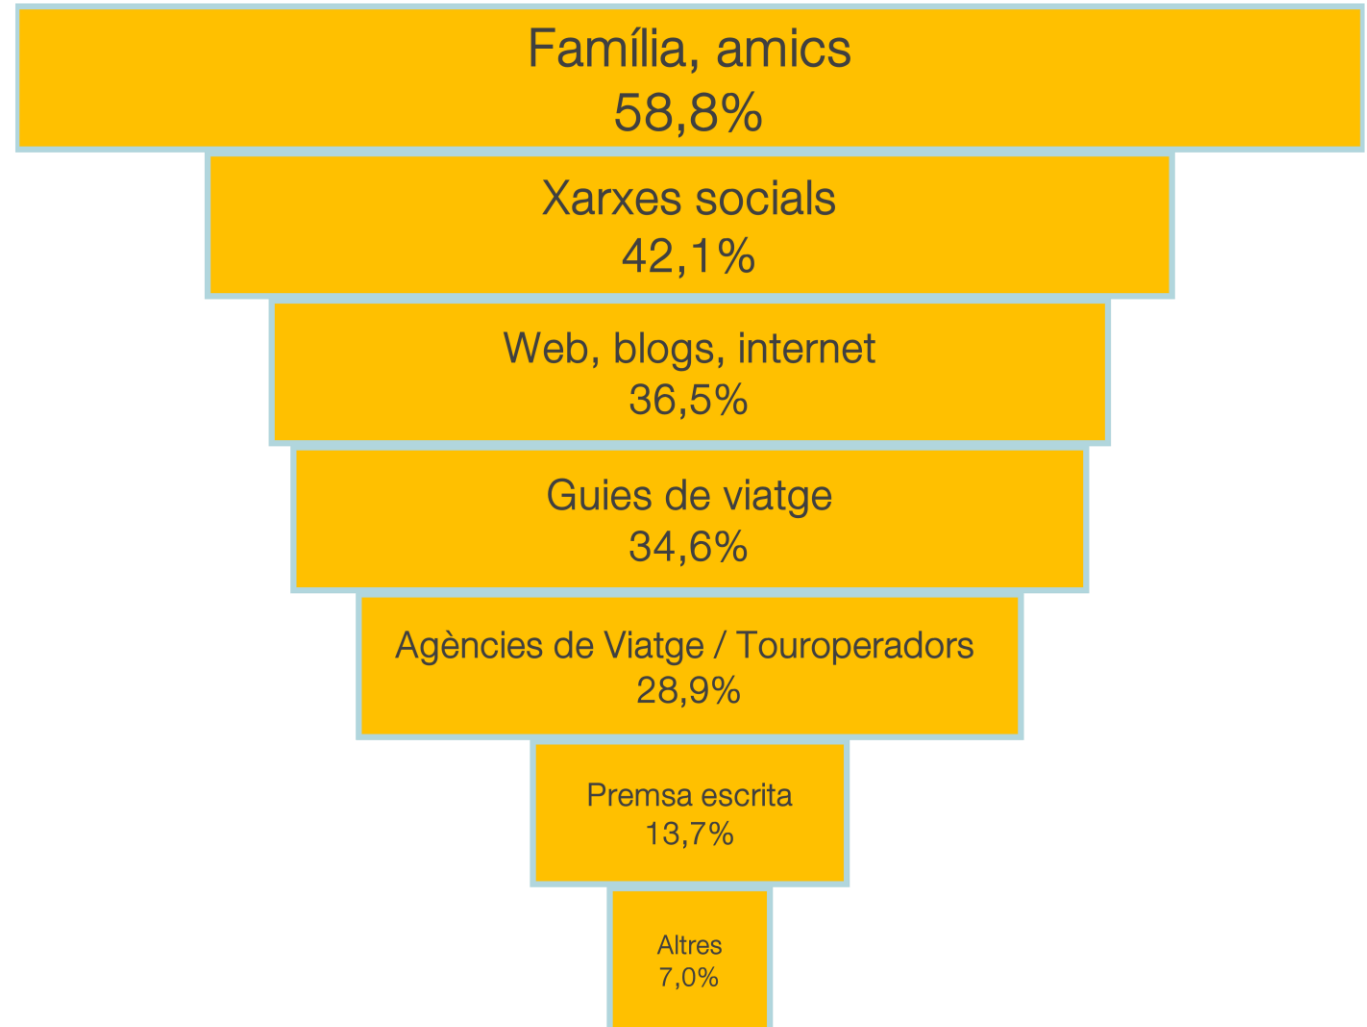 Família, amics
58,8%
Xarxes socials
42,1%
Web, blogs, internet
36,5%
Guies de viatge
34,6%
Agències de Viatge / Touroperadors
28,9%
Premsa escrita
13,7%
Altres
7,0%